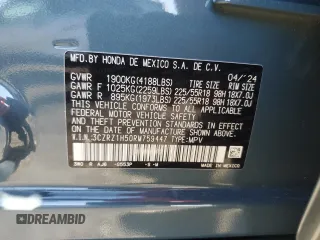 MFD.BY HONDA DE MEXICO S.A. DE C.V.
04/'24
GVWR 1900KG(4188LBS) TIRE SIZE RIM SIZE
GAWR F 1025KG(2259LBS) 225/55R18 98H 18X7.0J
GAWR R 895KG(1973LBS) 225/55R18 98H 18X7.0J
THIS VEHICLE CONFORMS TO ALL APPLICABLE
FEDERAL MOTOR VEHICLE SAFETY AND THEFT
PREVENTION STANDARDS IN EFFECT ON THE DATE OF
MANUFACTURE SHOWN ABOVE.
V.I.N.:3CZRZ1H50RM759447 TYPE:MPV
MADE IN MEXICO
OTOFACTS